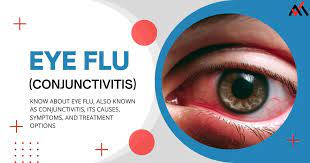 EYE FLU
(CONJUNCTIVITIS)
KNOW ABOUT EYE FLU, ALSO KNOWN
AS CONJUNCTIVITIS, ITS CAUSES,
SYMPTOMS, AND TREATMENT
OPTIONS